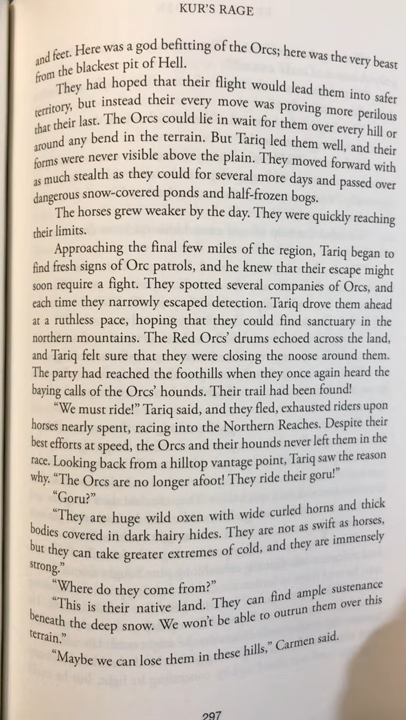 KUR'S RAGE
and feet. Here was a god befitting of the Orcs; here was the very beast
from the blackest pit of Hell.
They had hoped that their flight would lead them into safer
territory, but instead their every move was proving more perilous
that their last. The Orcs could lie in wait for them over every hill or
around any bend in the terrain. But Tariq led them well, and their
forms were never visible above the plain. They moved forward with
as much stealth as they could for several more days and passed over
dangerous snow-covered ponds and half-frozen bogs.
The horses grew weaker by the day. They were quickly reaching
their limits.
Approaching the final few miles of the region, Tariq began to
find fresh signs of Orc patrols, and he knew that their escape might
soon require a fight. They spotted several companies of Orcs, and
each time they narrowly escaped detection. Tariq drove them ahead
at a ruthless pace, hoping that they could find sanctuary in the
northern mountains. The Red Orcs' drums echoed across the land,
and Tariq felt sure that they were closing the noose around them.
The party had reached the foothills when they once again heard the
baying calls of the Orcs' hounds. Their trail had been found!
"We must ride!" Tariq said, and they fled, exhausted riders upon
horses nearly spent, racing into the Northern Reaches. Despite their
best efforts at speed, the Orcs and their hounds never left them in the
race. Looking back from a hilltop vantage point, Tariq saw the reason
why. "The Orcs are no longer afoot! They ride their goru!"
"Goru?"
"They are huge wild oxen with wide curled horns and thick
bodies covered in dark hairy hides. They are not as swift as horses,
but they can take greater extremes of cold, and they are immensely
strong."
"Where do they come from?"
"This is their native land. They can find ample sustenance
beneath the deep snow. We won't be able to outrun them over this
terrain."
"Maybe we can lose them in these hills," Carmen said.
297